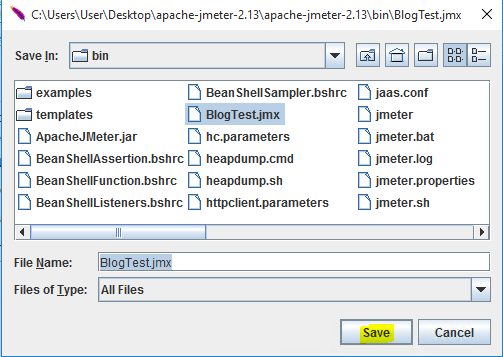 C:\Users\User\Desktop\apache-jmeter-2.13\apache-jmeter-2.13\bin\BlogTest.jmx
Save In: bin
examples BeanShellSampler.bshrc jaas.conf
templates BlogTest.jmx jmeter
ApacheJMeter.jar hc.parameters jmeter.bat
BeanShellAssertion.bshrc heapdump.cmd jmeter.log
BeanShellFunction.bshrc heapdump.sh jmeter.properties
BeanShellListeners.bshrc httpclient.parameters jmeter.sh
File Name: BlogTest.jmx
Files of Type: All Files
Save Cancel